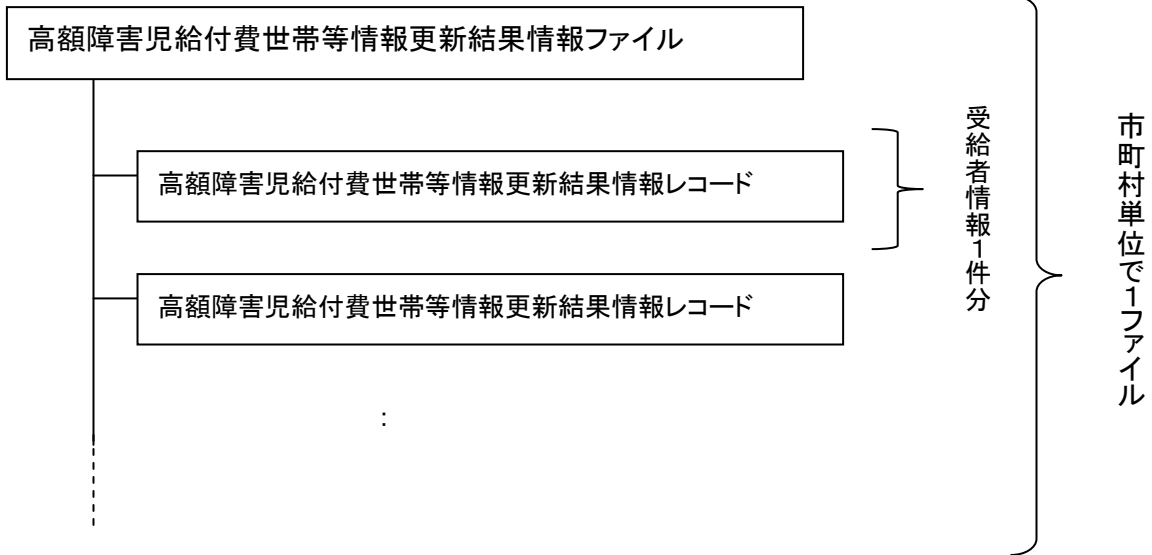 高額障害児給付費世帯等情報更新結果情報ファイル
高額障害児給付費世帯等情報更新結果情報レコード
高額障害児給付費世帯等情報更新結果情報レコード
:
受給者情報1件分
市町村単位で1ファイル